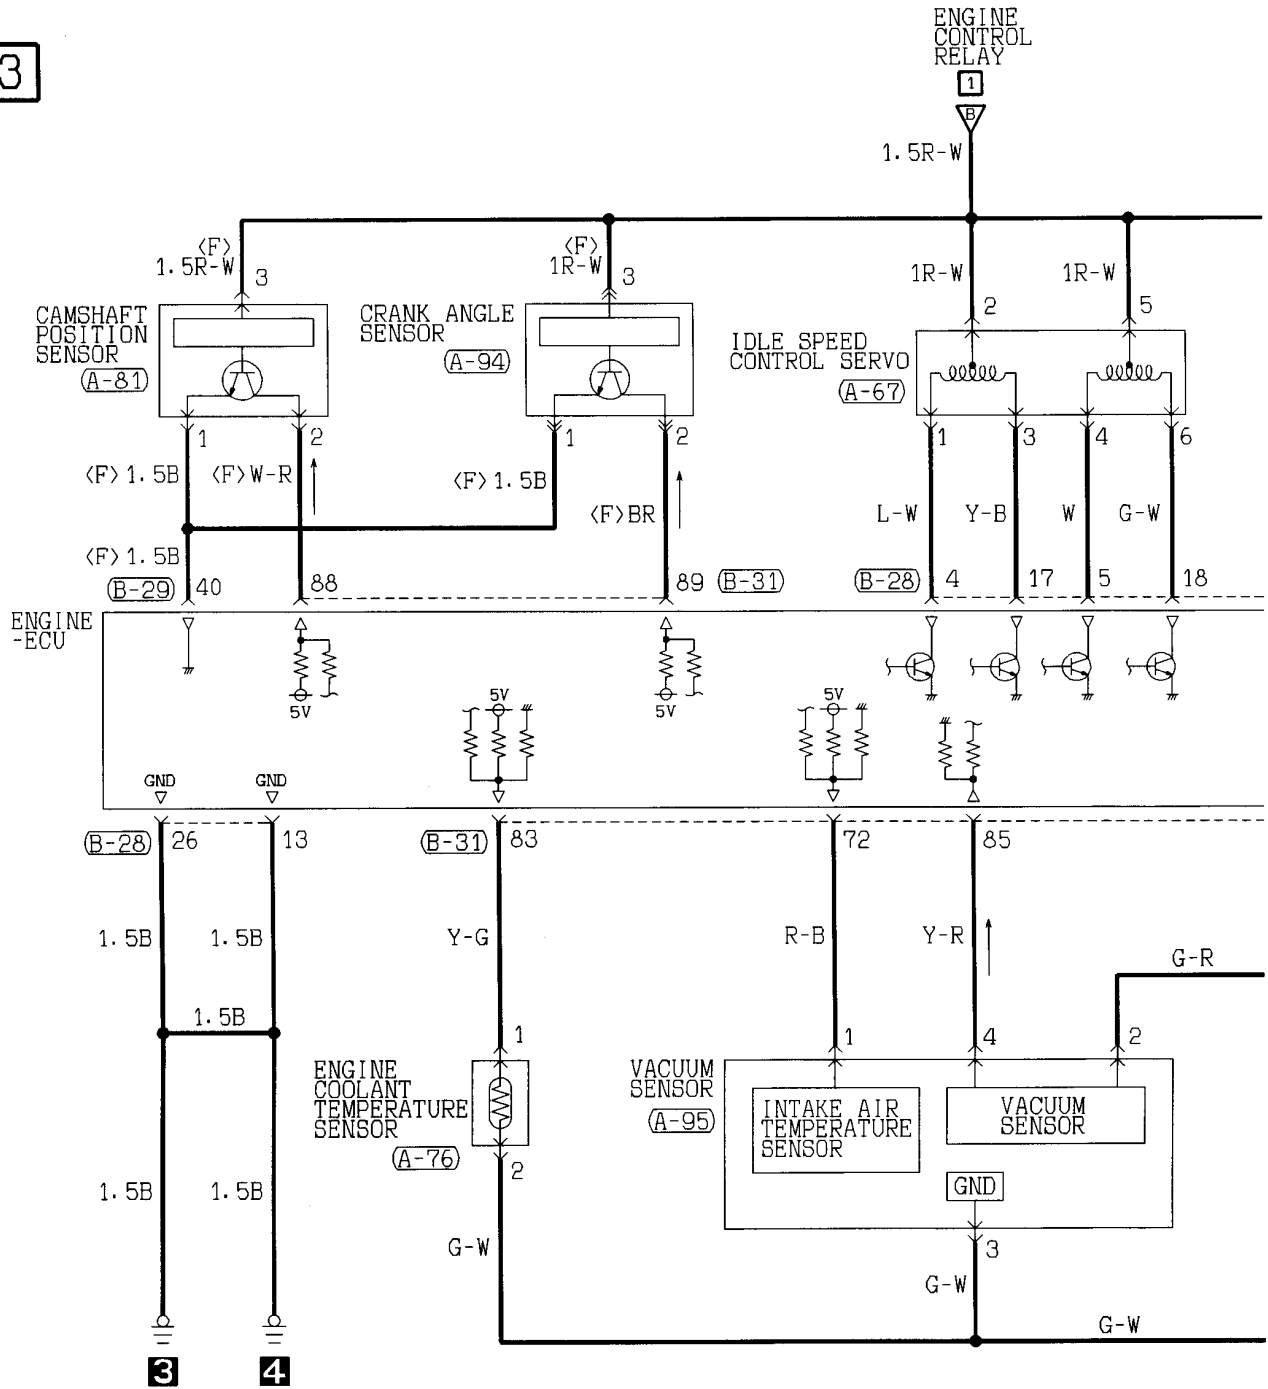 3
ENGINE
CONTROL
RELAY
1
B
1.5R-W
<F>
1.5R-W
3
<F>
1R-W
3
1R-W
2
1R-W
5
CAMSHAFT
POSITION
SENSOR
A-81
CRANK ANGLE
SENSOR
A-94
IDLE SPEED
CONTROL SERVO
A-67
1
2
1
2
1
3
4
6
<F>1.5B
<F>W-R
<F>1.5B
<F>BR
L-W
Y-B
W
G-W
<F>1.5B
B-29
40
88
89
B-31
B-28
4
17
5
18
ENGINE
-ECU
5V
5V
5V
5V
GND
GND
B-28
26
13
B-31
83
72
85
1.5B
1.5B
Y-G
R-B
Y-R
G-R
1.5B
1
1
4
2
ENGINE
COOLANT
TEMPERATURE
SENSOR
A-76
VACUUM
SENSOR
A-95
INTAKE AIR
TEMPERATURE
SENSOR
VACUUM
SENSOR
GND
2
3
1.5B
1.5B
G-W
G-W
G-W
3
4